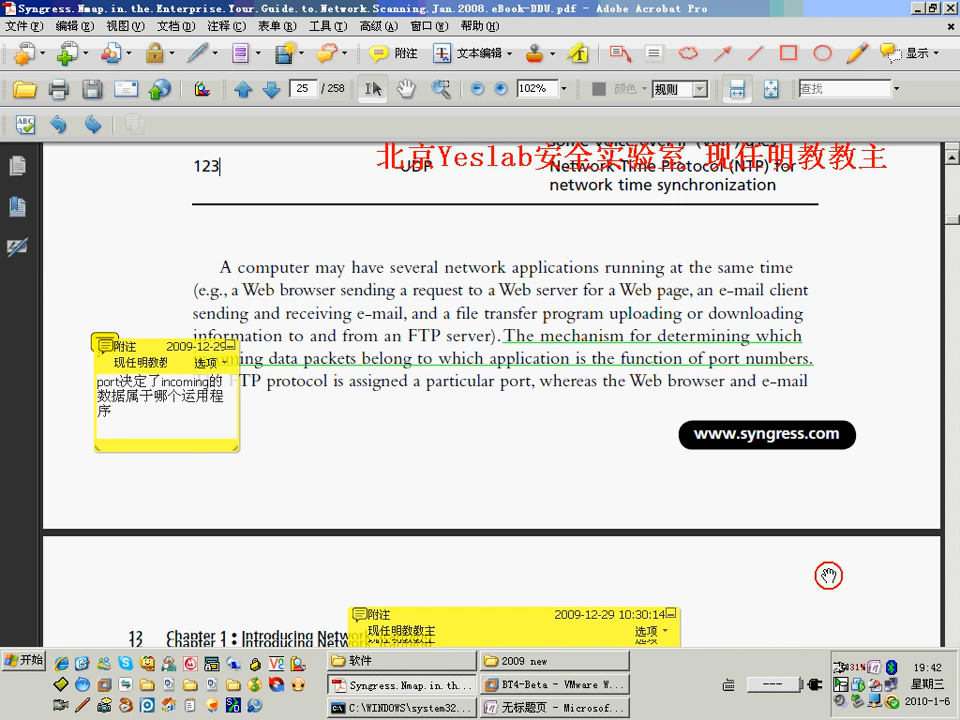 Syngress.Nmap.in.the.Enterprise.Your.Guide.to.Network.Scanning.Jan.2008.eBook-DDU.pdf - Adobe Acrobat Pro
文件(F) 编辑(E) 视图(V) 文档(D) 注释(C) 表单(R) 工具(T) 高级(A) 窗口(W) 帮助(H)
附注 文本编辑 显示
25 / 258 102% 颜色 规则 查找
北京Yeslab安全实验室 现任明教教主
123 UDP Network Time Protocol (NTP) for
network time synchronization
A computer may have several network applications running at the same time
(e.g., a Web browser sending a request to a Web server for a Web page, an e-mail client
sending and receiving e-mail, and a file transfer program uploading or downloading
information to and from an FTP server). The mechanism for determining which
data packets belong to which application is the function of port numbers.
FTP protocol is assigned a particular port, whereas the Web browser and e-mail
附注 2009-12-29
现任明教教 选项
port决定了incoming的
数据属于哪个运用程
序
www.syngress.com
附注 2009-12-29 10:30:14
现任明教教主 选项
Chapter 1 : Introducing
开始 软件 2009 new
Syngress.Nmap.in.th... BT4-Beta - VMware W...
C:\WINDOWS\system32... 无标题页 - Microsof...
31%
19:42
星期三
2010-1-6